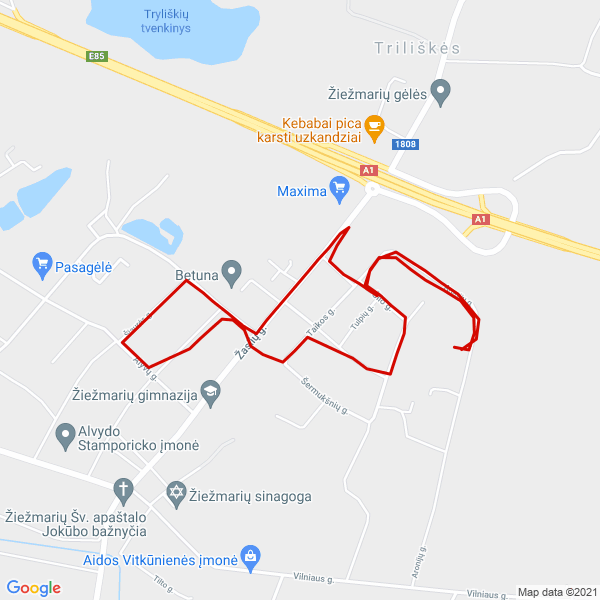 Tryliškių
tvenkinys
E85
Triliškės
Žiežmarių gėlės
Kebabai pica
karsti uzkandziai
1808
A1
Maxima
A1
Pasagėlė
Betuna
Taikos g.
Tulpių g.
Žaslių g.
Alyvų g.
Žiežmarių gimnazija
Šermukšnių g.
Alvydo
Stamporicko įmonė
Žiežmarių sinagoga
Žiežmarių Šv. apaštalo
Jokūbo bažnyčia
Aidos Vitkūnienės įmonė
Aronijų g.
Tilto g.
Vilniaus g.
Vilniaus g.
Google
Map data ©2021